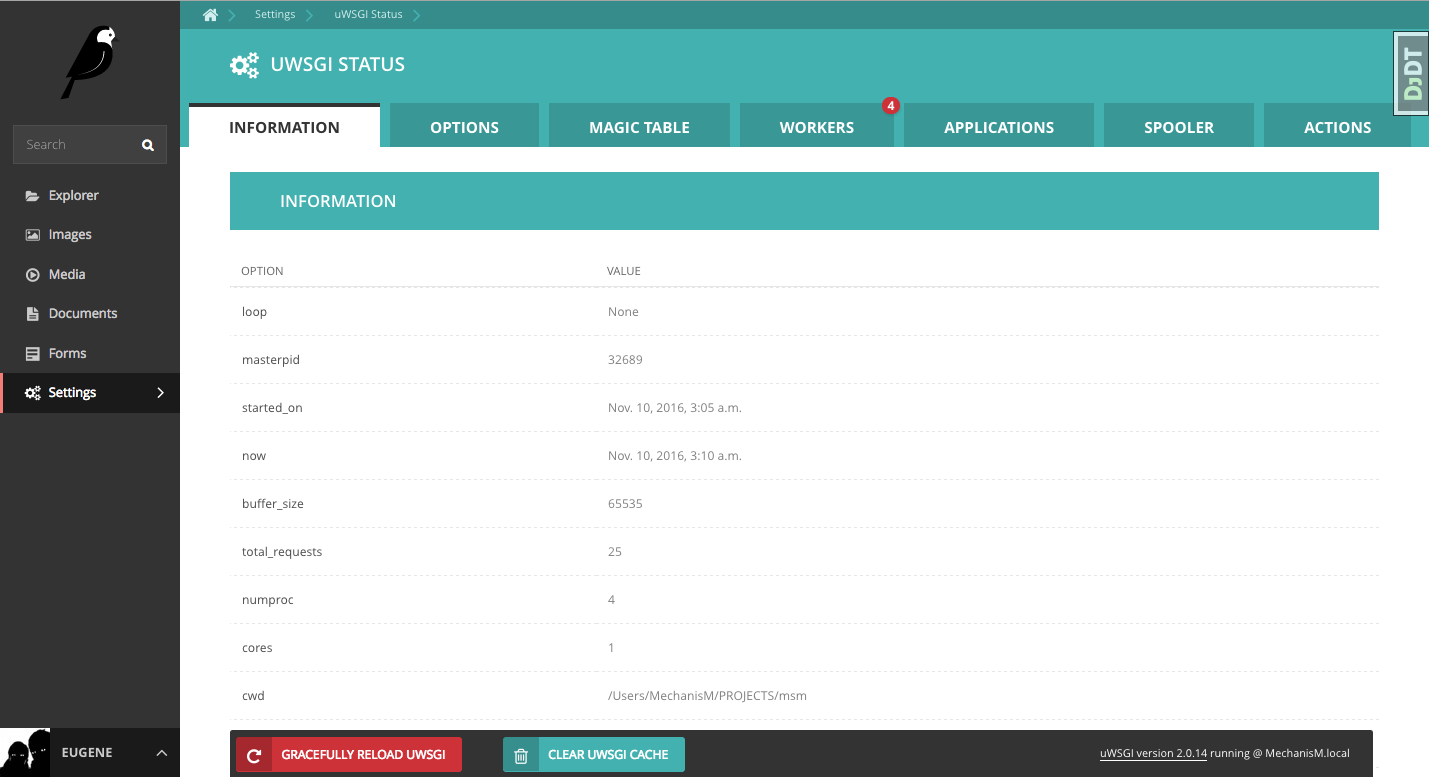 Settings uWSGI Status
UWSGI STATUS
DJDT
INFORMATION OPTIONS MAGIC TABLE WORKERS 4 APPLICATIONS SPOOLER ACTIONS
Search
Explorer
Images
Media
Documents
Forms
Settings
EUGENE
INFORMATION
OPTION VALUE
loop None
masterpid 32689
started_on Nov. 10, 2016, 3:05 a.m.
now Nov. 10, 2016, 3:10 a.m.
buffer_size 65535
total_requests 25
numproc 4
cores 1
cwd /Users/MechanisM/PROJECTS/msm
GRACEFULLY RELOAD UWSGI CLEAR UWSGI CACHE uWSGI version 2.0.14 running @ MechanisM.local